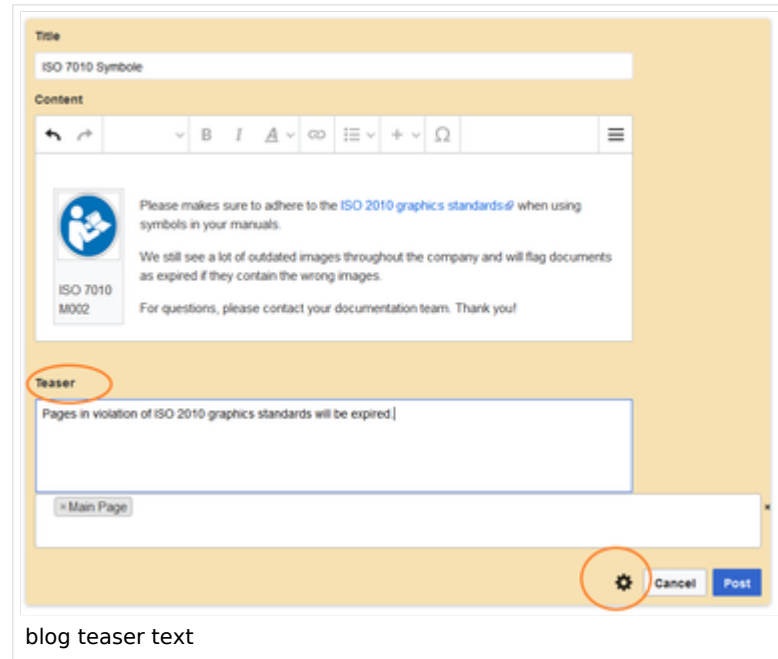 Title
ISO 7010 Symbole
Content
B I A Ω
ISO 7010
M002
Please makes sure to adhere to the ISO 2010 graphics standards when using
symbols in your manuals.
We still see a lot of outdated images throughout the company and will flag documents
as expired if they contain the wrong images.
For questions, please contact your documentation team. Thank you!
Teaser
Pages in violation of ISO 2010 graphics standards will be expired.
× Main Page
×
Cancel Post
blog teaser text